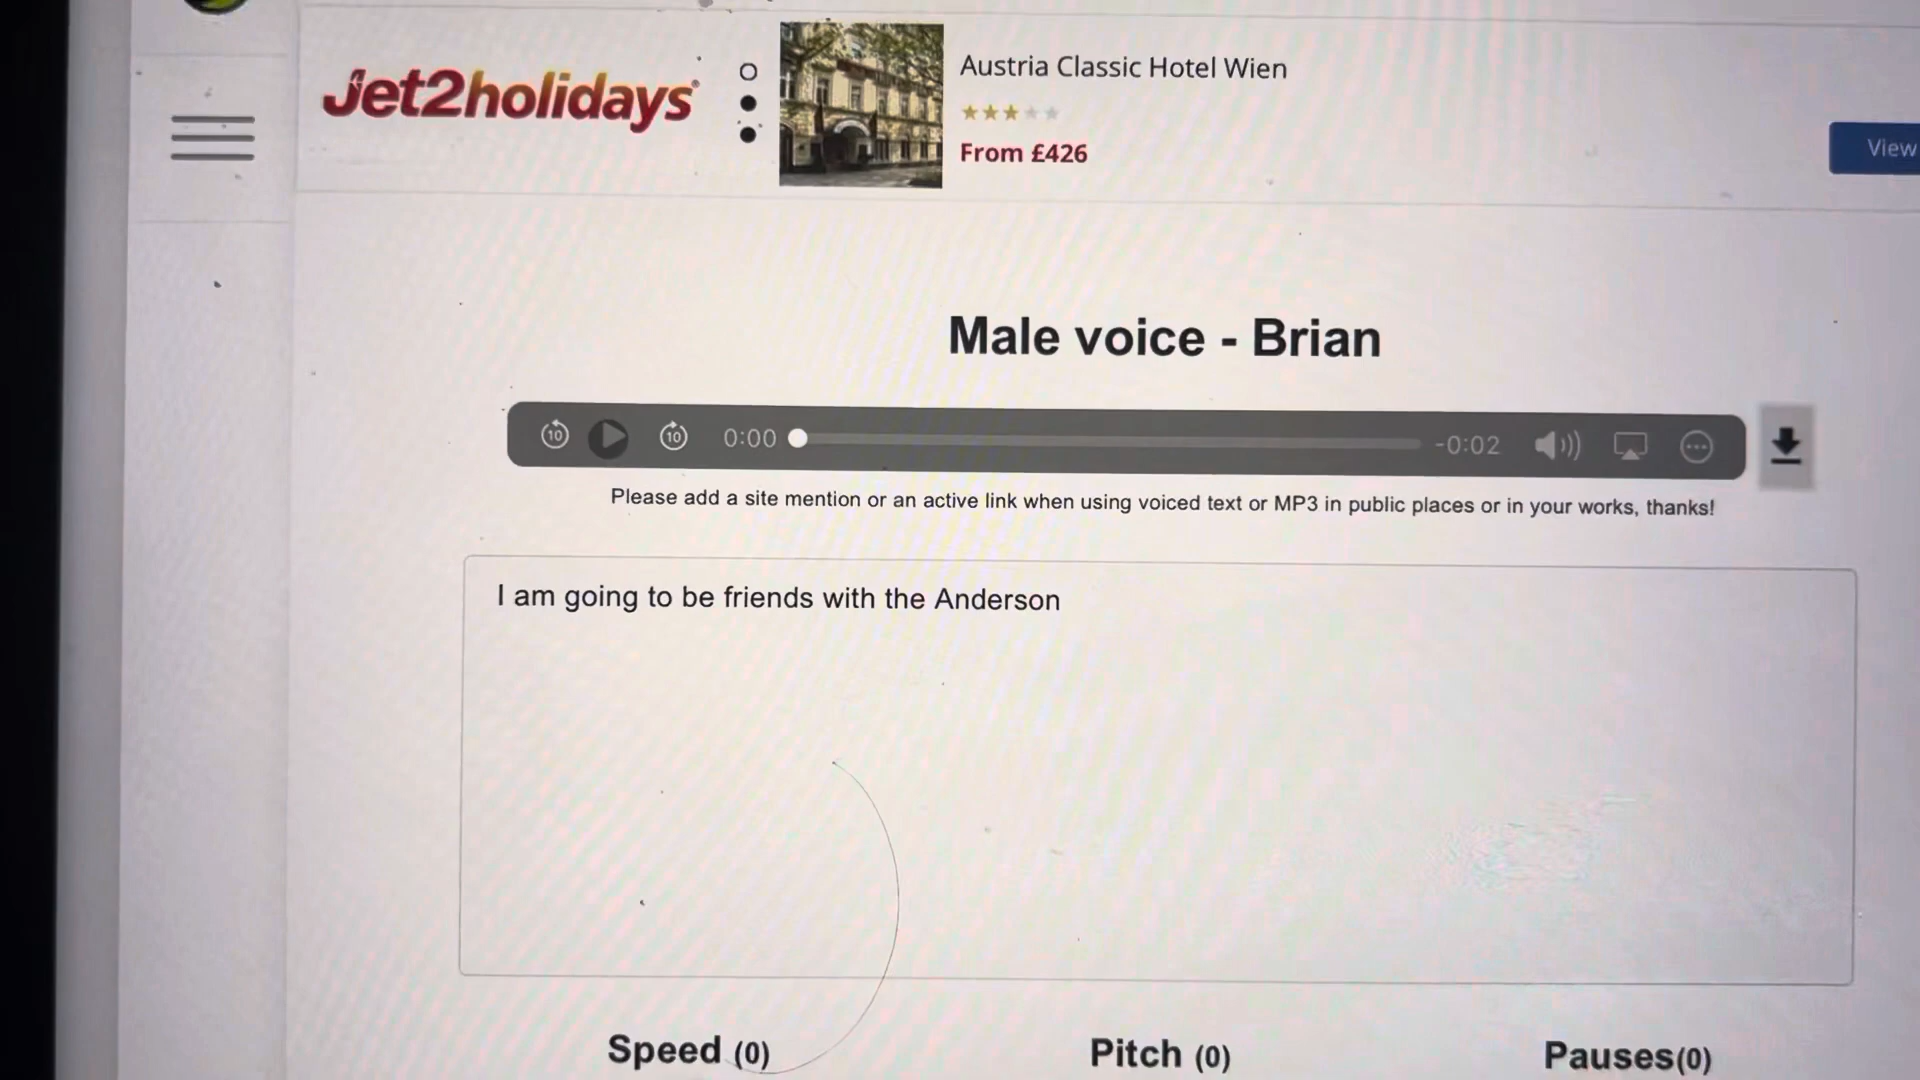 Jet2holidays
Austria Classic Hotel Wien
From £426
View
Male voice - Brian
10
10
0:00
-0:02
Please add a site mention or an active link when using voiced text or MP3 in public places or in your works, thanks!
I am going to be friends with the Anderson
Speed (0)
Pitch (0)
Pauses(0)